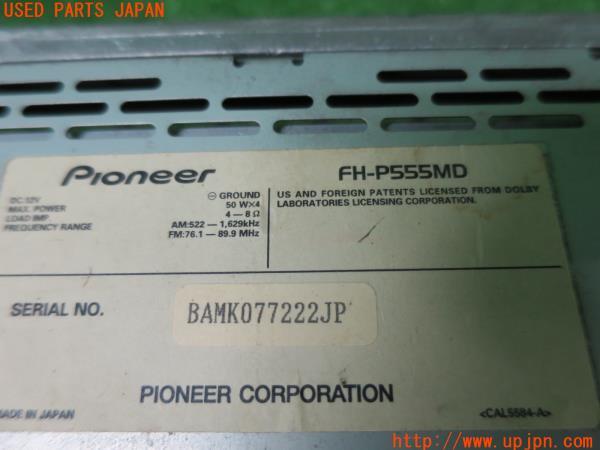 USED PARTS JAPAN
Pioneer
FH-P555MD
DC 12V
MAX. POWER
LOAD IMP.
FREQUENCY RANGE
⊖ GROUND
50 W×4
4 — 8 Ω
AM:522 — 1,629kHz
FM:76.1 — 89.9 MHz
US AND FOREIGN PATENTS LICENSED FROM DOLBY
LABORATORIES LICENSING CORPORATION.
SERIAL NO.
BAMK077222JP
PIONEER CORPORATION
MADE IN JAPAN
<CAL5584-A>
http://www.upjpn.com/